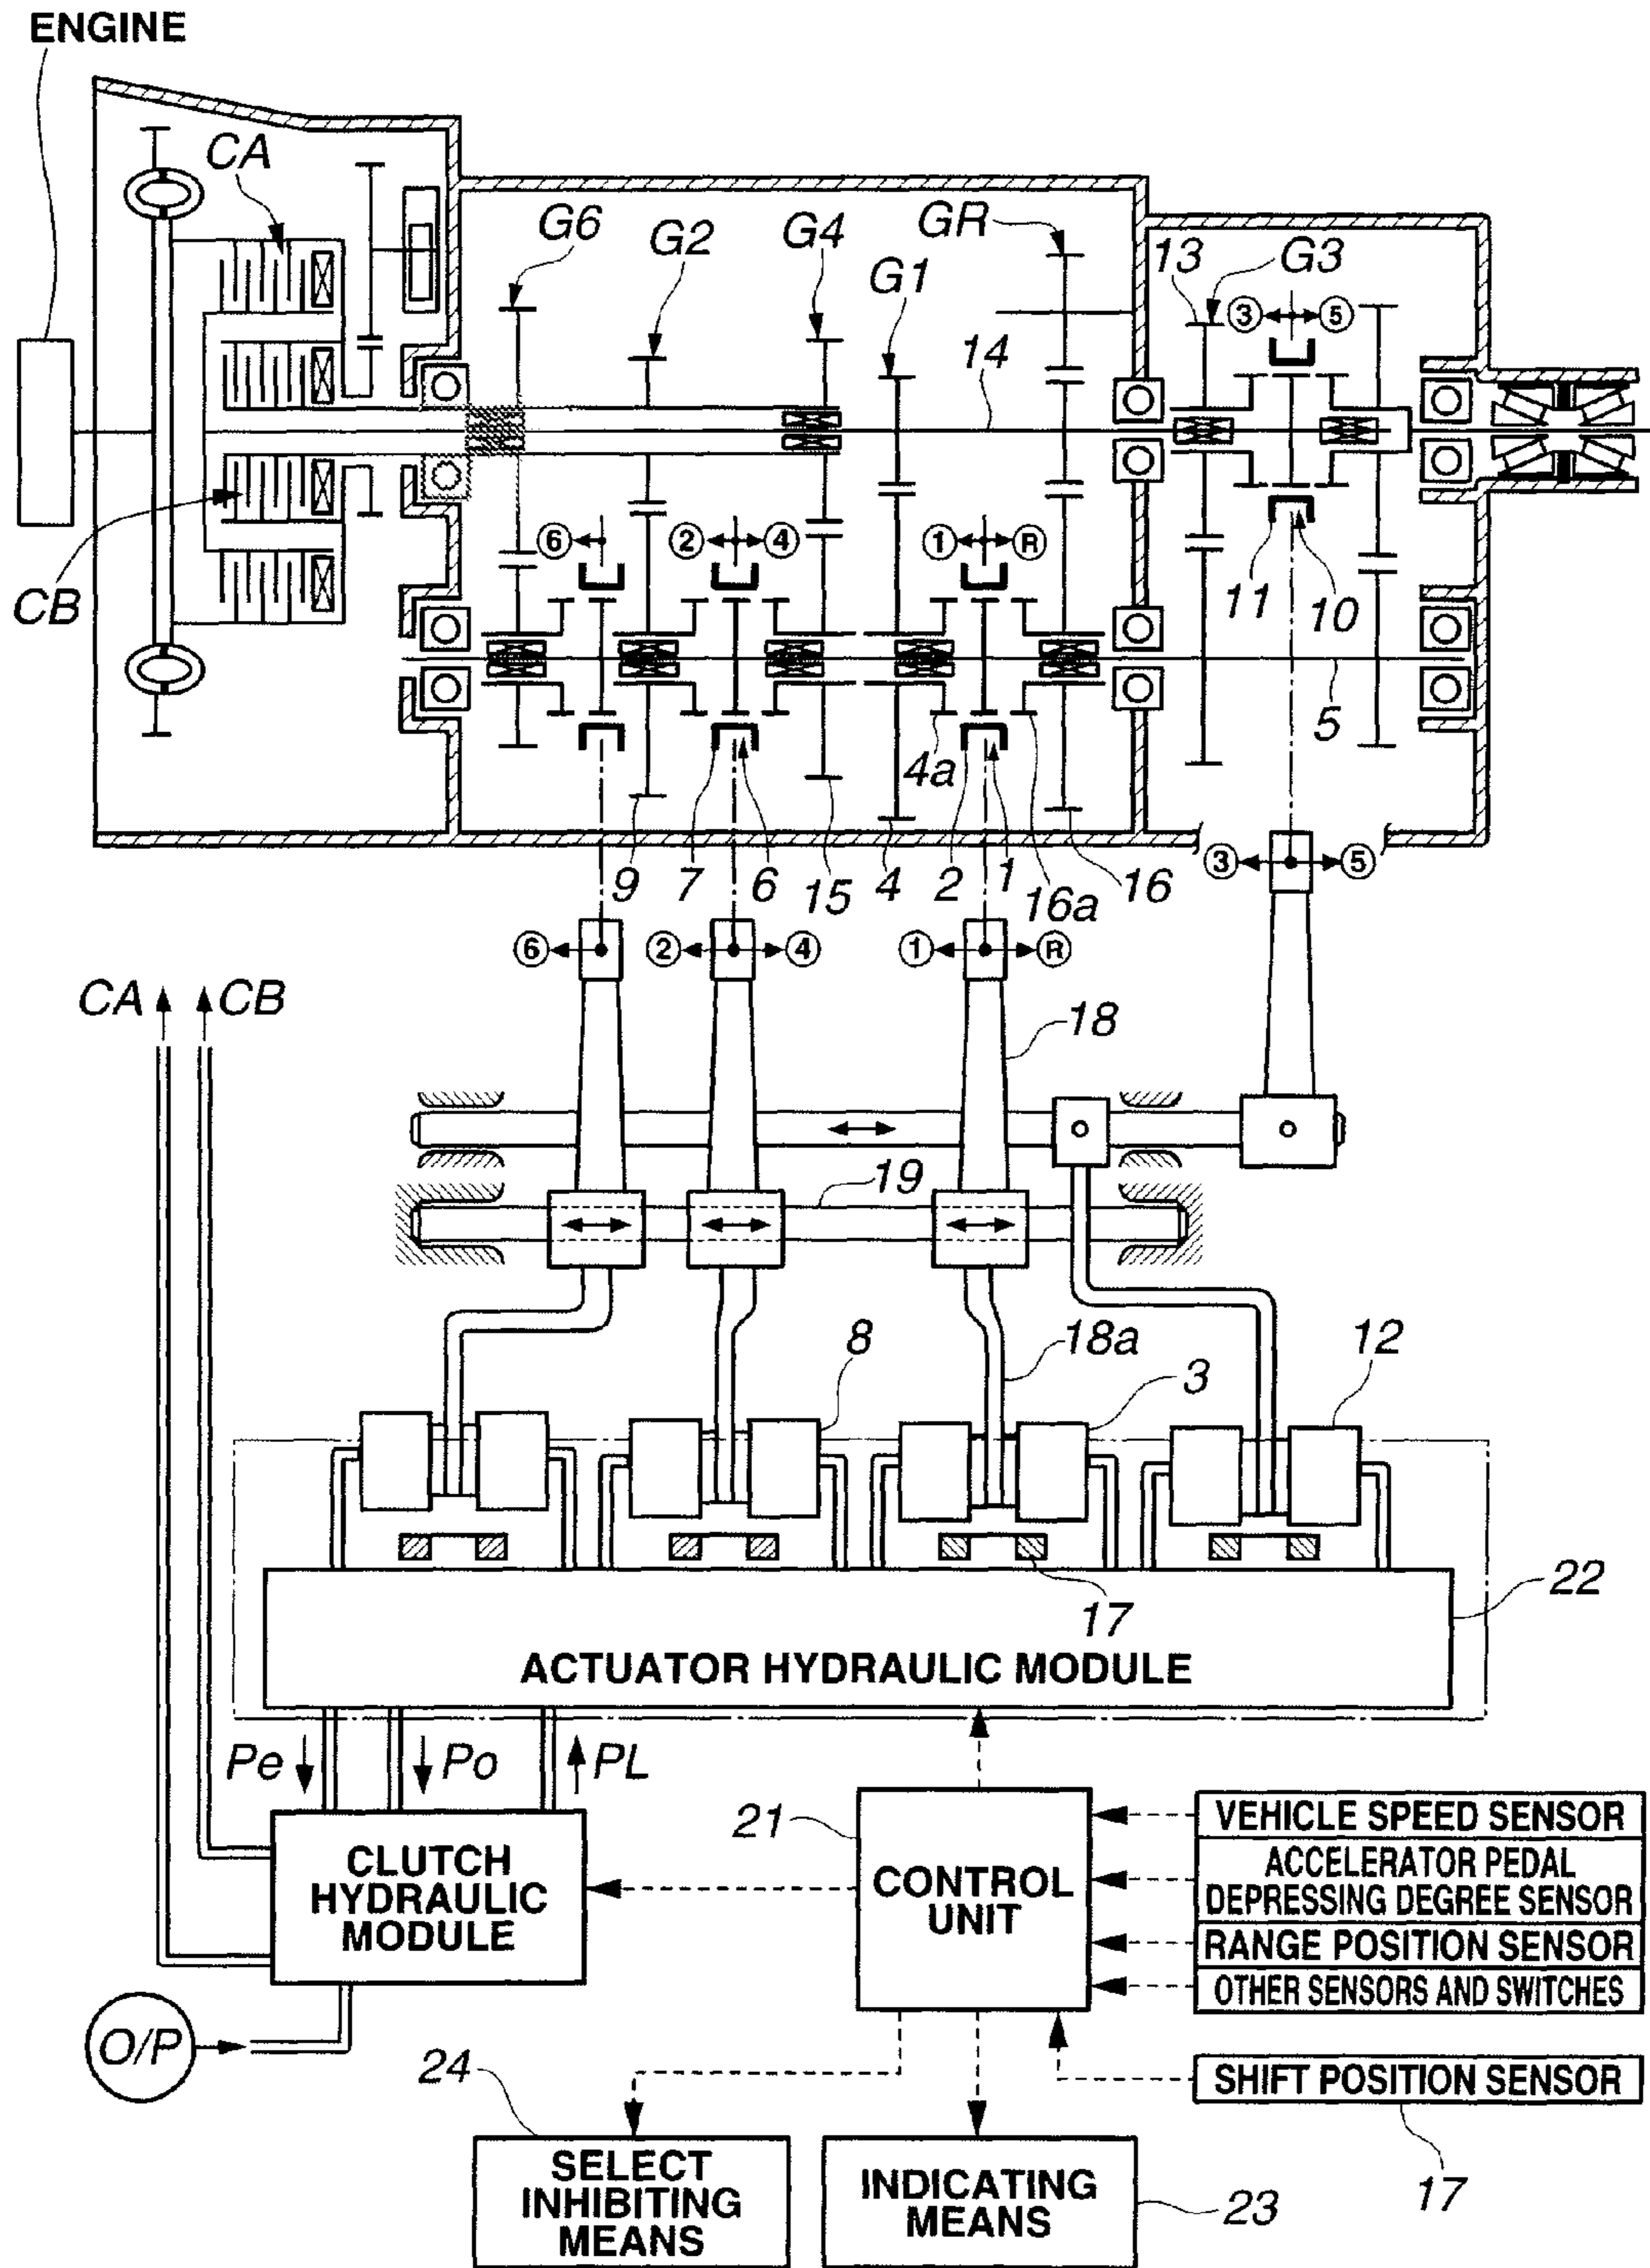 ENGINE
CA
G6
G2
G4
GR
G1
13
G3
3
5
14
CB
6
2
4
1
R
11
10
5
4a
9
7
6
15
4
2
1
16a
16
3
5
6
2
4
1
R
CA
CB
18
19
8
18a
3
12
17
22
ACTUATOR HYDRAULIC MODULE
Pe
Po
PL
21
CLUTCH
HYDRAULIC
MODULE
CONTROL
UNIT
VEHICLE SPEED SENSOR
ACCELERATOR PEDAL
DEPRESSING DEGREE SENSOR
RANGE POSITION SENSOR
OTHER SENSORS AND SWITCHES
O/P
24
SHIFT POSITION SENSOR
17
SELECT
INHIBITING
MEANS
INDICATING
MEANS
23